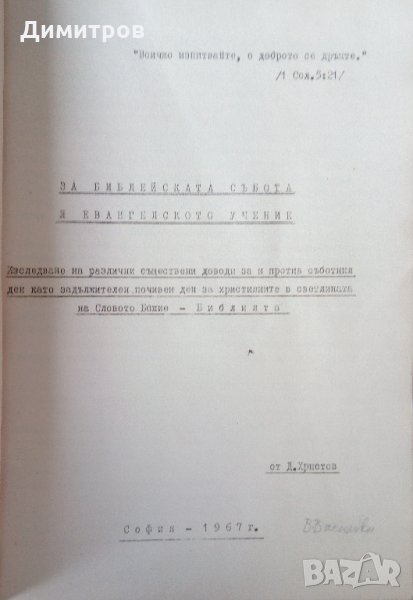 Димитров
"Всичко изпитвайте, о доброто се дръжте."
/1 Сол.5:21/
ЗА БИБЛЕЙСКАТА СЪБОТА
И ЕВАНГЕЛСКОТО УЧЕНИЕ
Изследване на различни съществени доводи за и против съботния
ден като задължителен почивен ден за християните в светлината
на Словото Божие – Библията
от Д.Христов
София – 1967г.
bazar